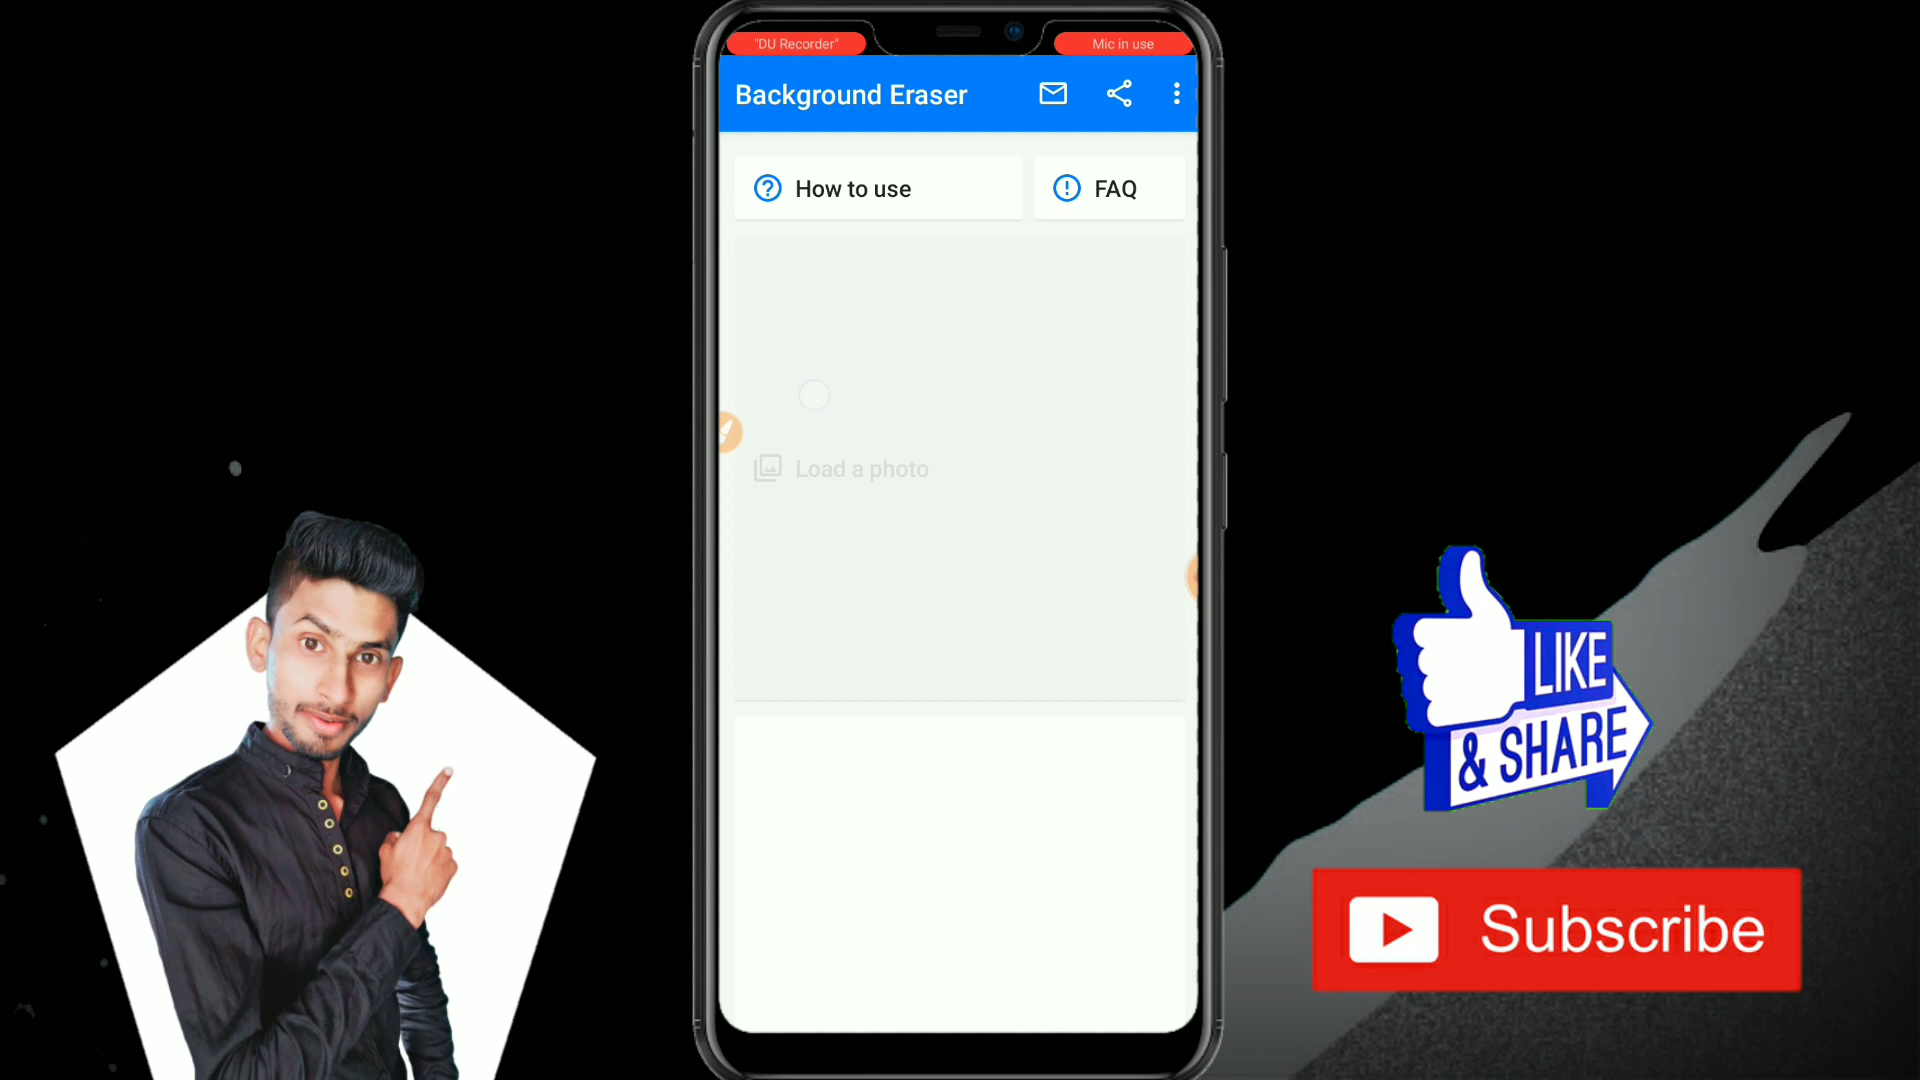 "DU Recorder"
Mic in use
Background Eraser
How to use
FAQ
Load a photo
LIKE
& SHARE
Subscribe